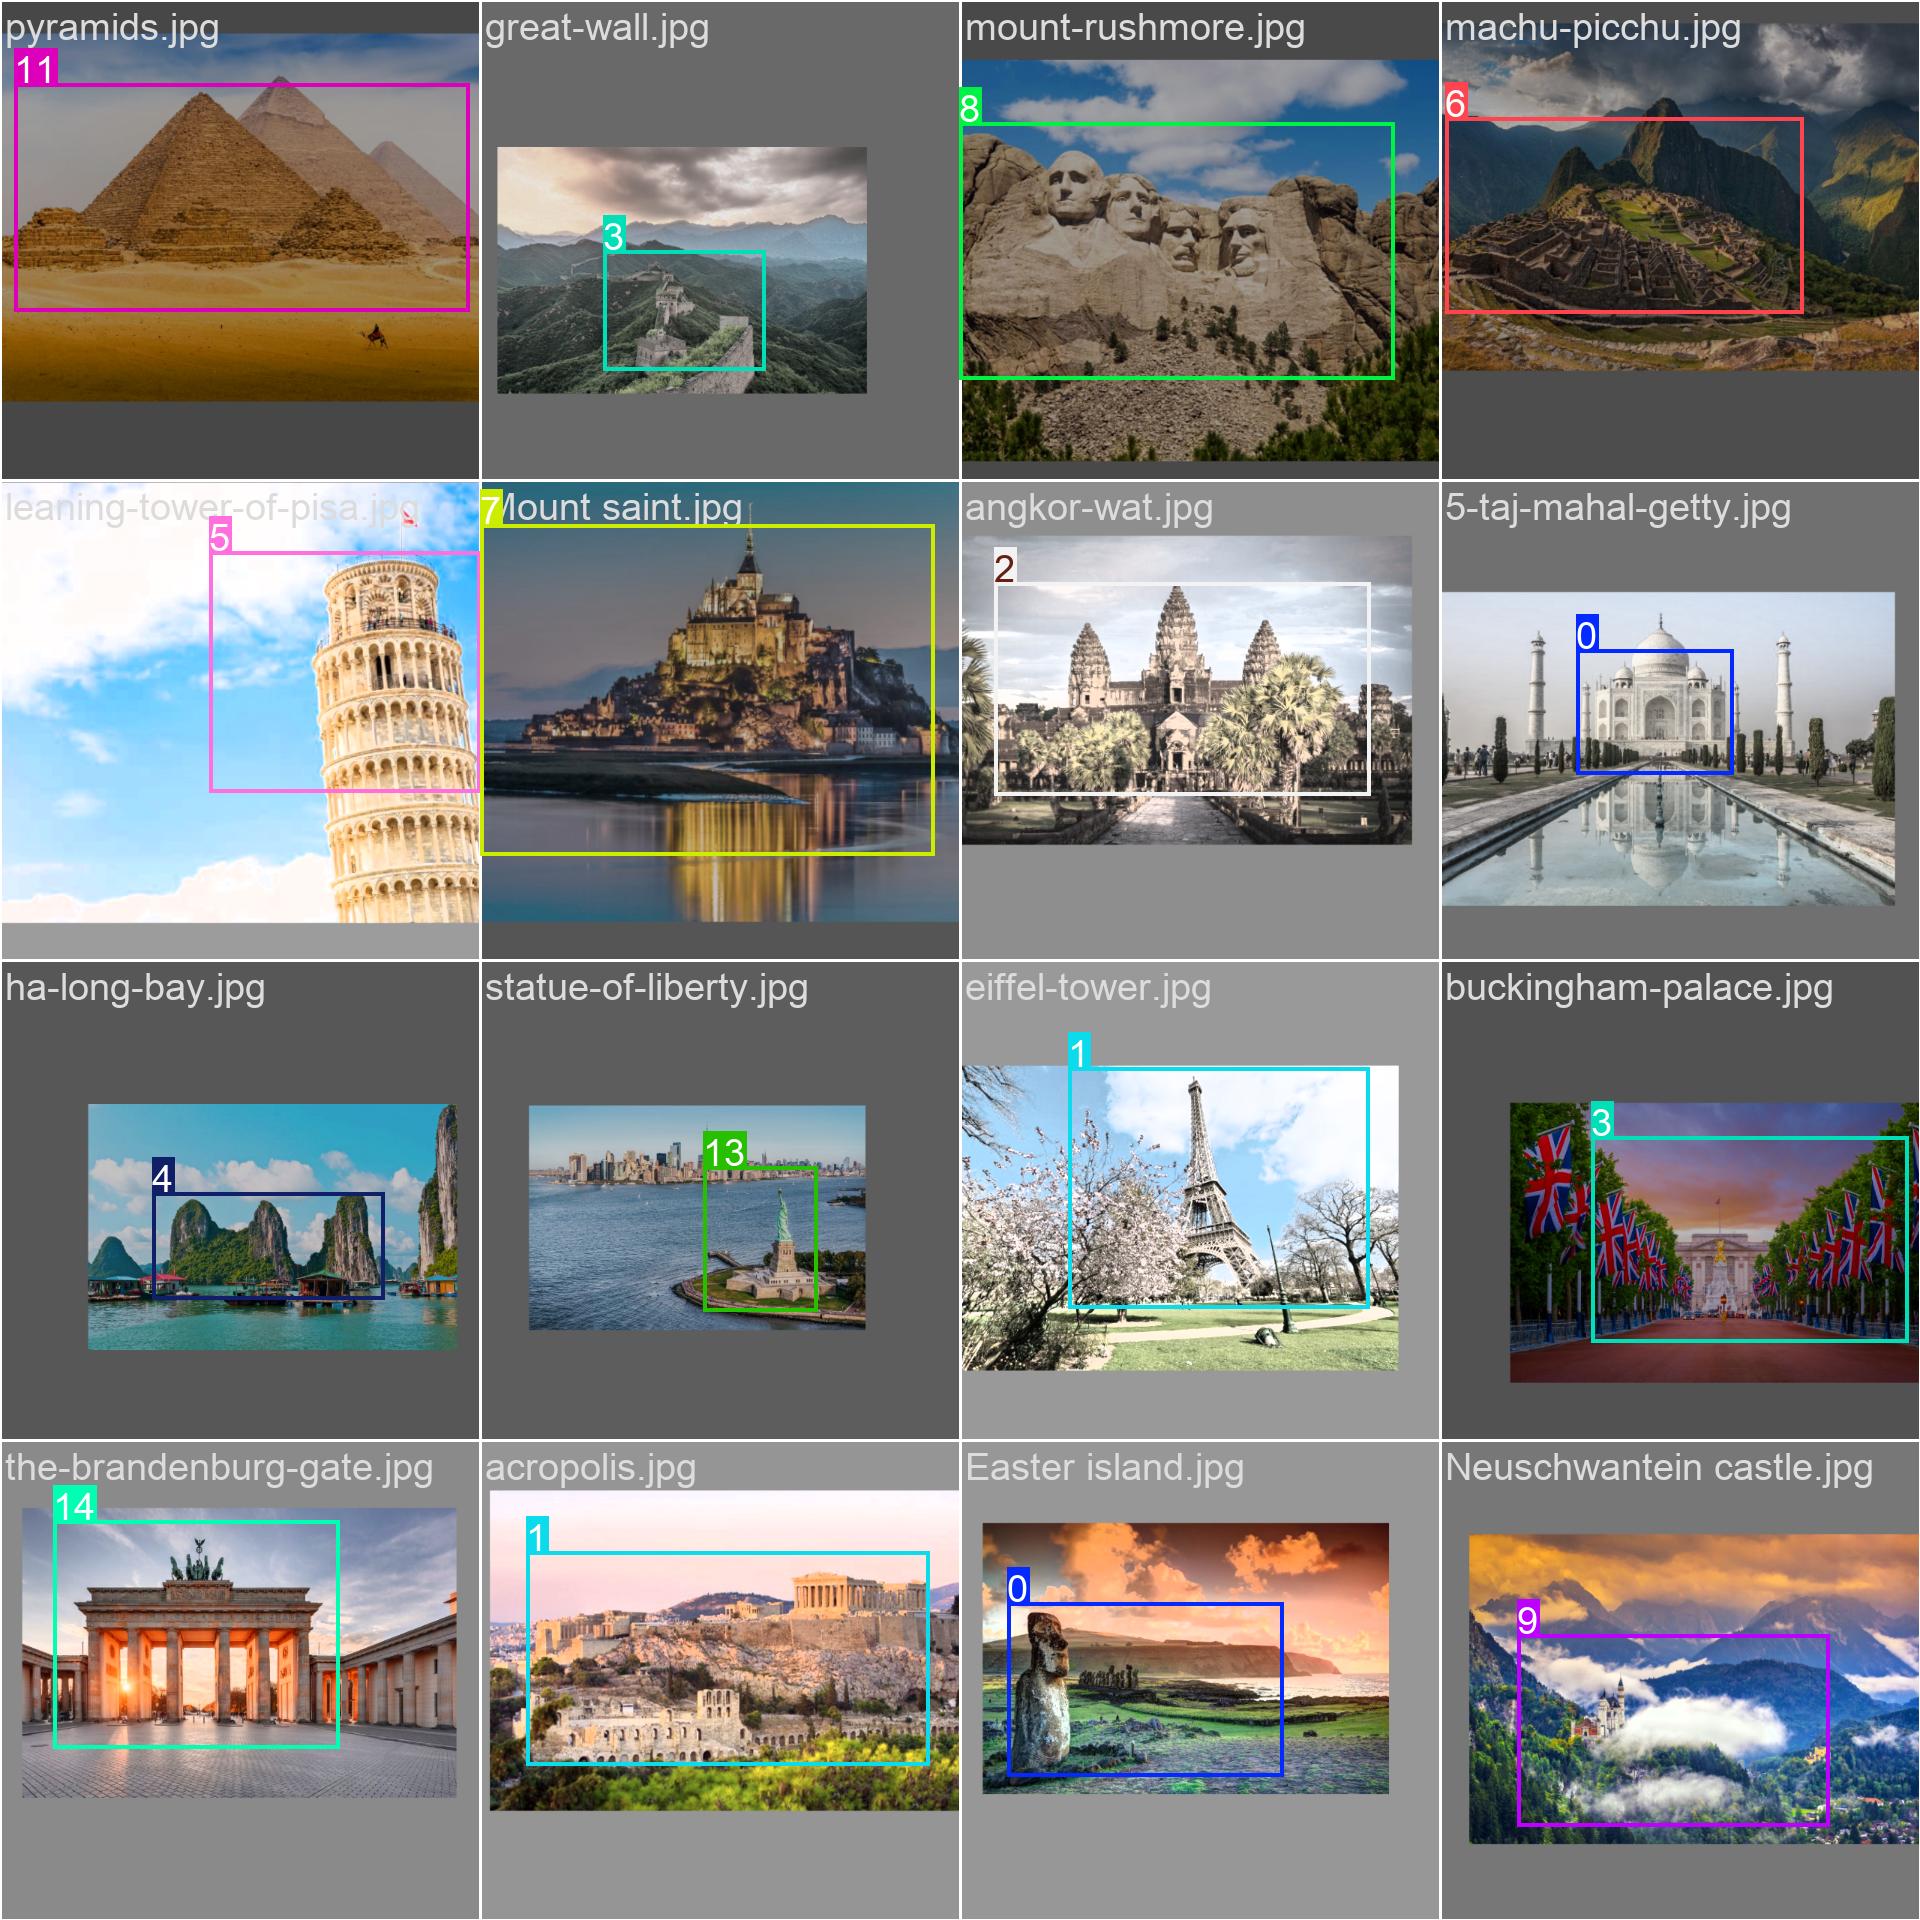 pyramids.jpg
11
great-wall.jpg
3
mount-rushmore.jpg
8
machu-picchu.jpg
6
leaning-tower-of-pisa.jpg
5
Mount saint.jpg
7
angkor-wat.jpg
2
5-taj-mahal-getty.jpg
0
ha-long-bay.jpg
4
statue-of-liberty.jpg
13
eiffel-tower.jpg
1
buckingham-palace.jpg
3
the-brandenburg-gate.jpg
14
acropolis.jpg
1
Easter island.jpg
0
Neuschwantein castle.jpg
9